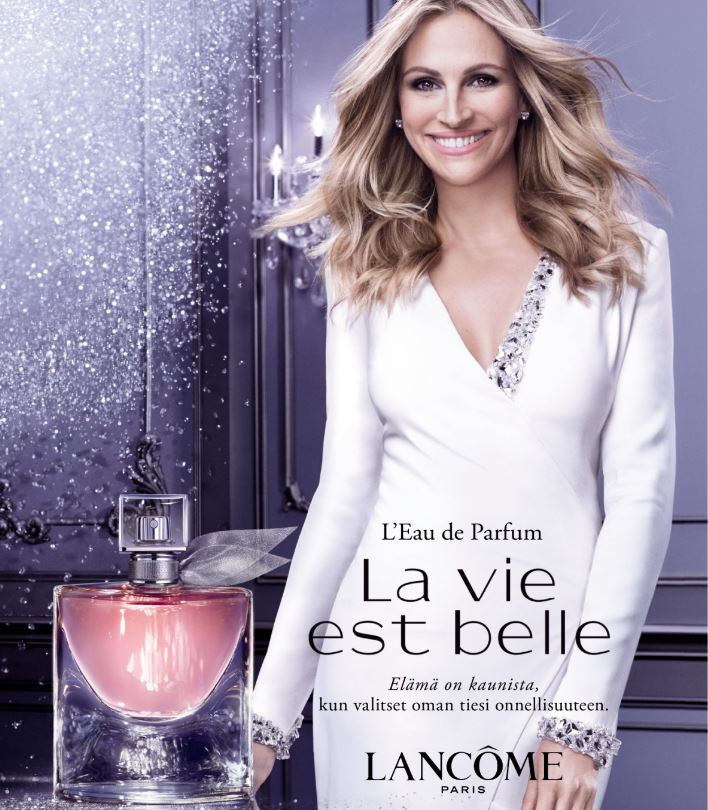 L'Eau de Parfum
La vie
est belle
Elämä on kaunista,
kun valitset oman tiesi onnellisuuteen.
LANCÔME
PARIS